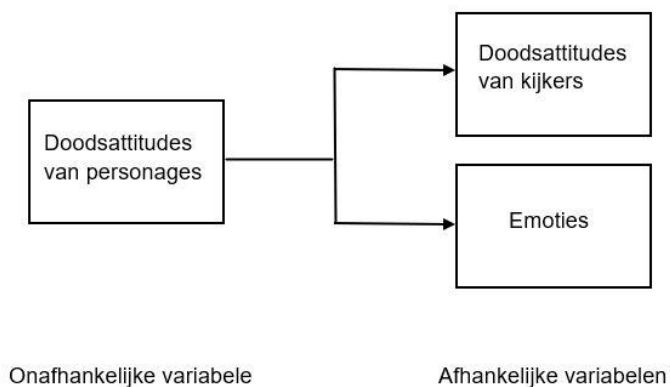 Doodsattitudes
van kijkers
Doodsattitudes
van personages
Emoties
Onafhankelijke variabele
Afhankelijke variabelen